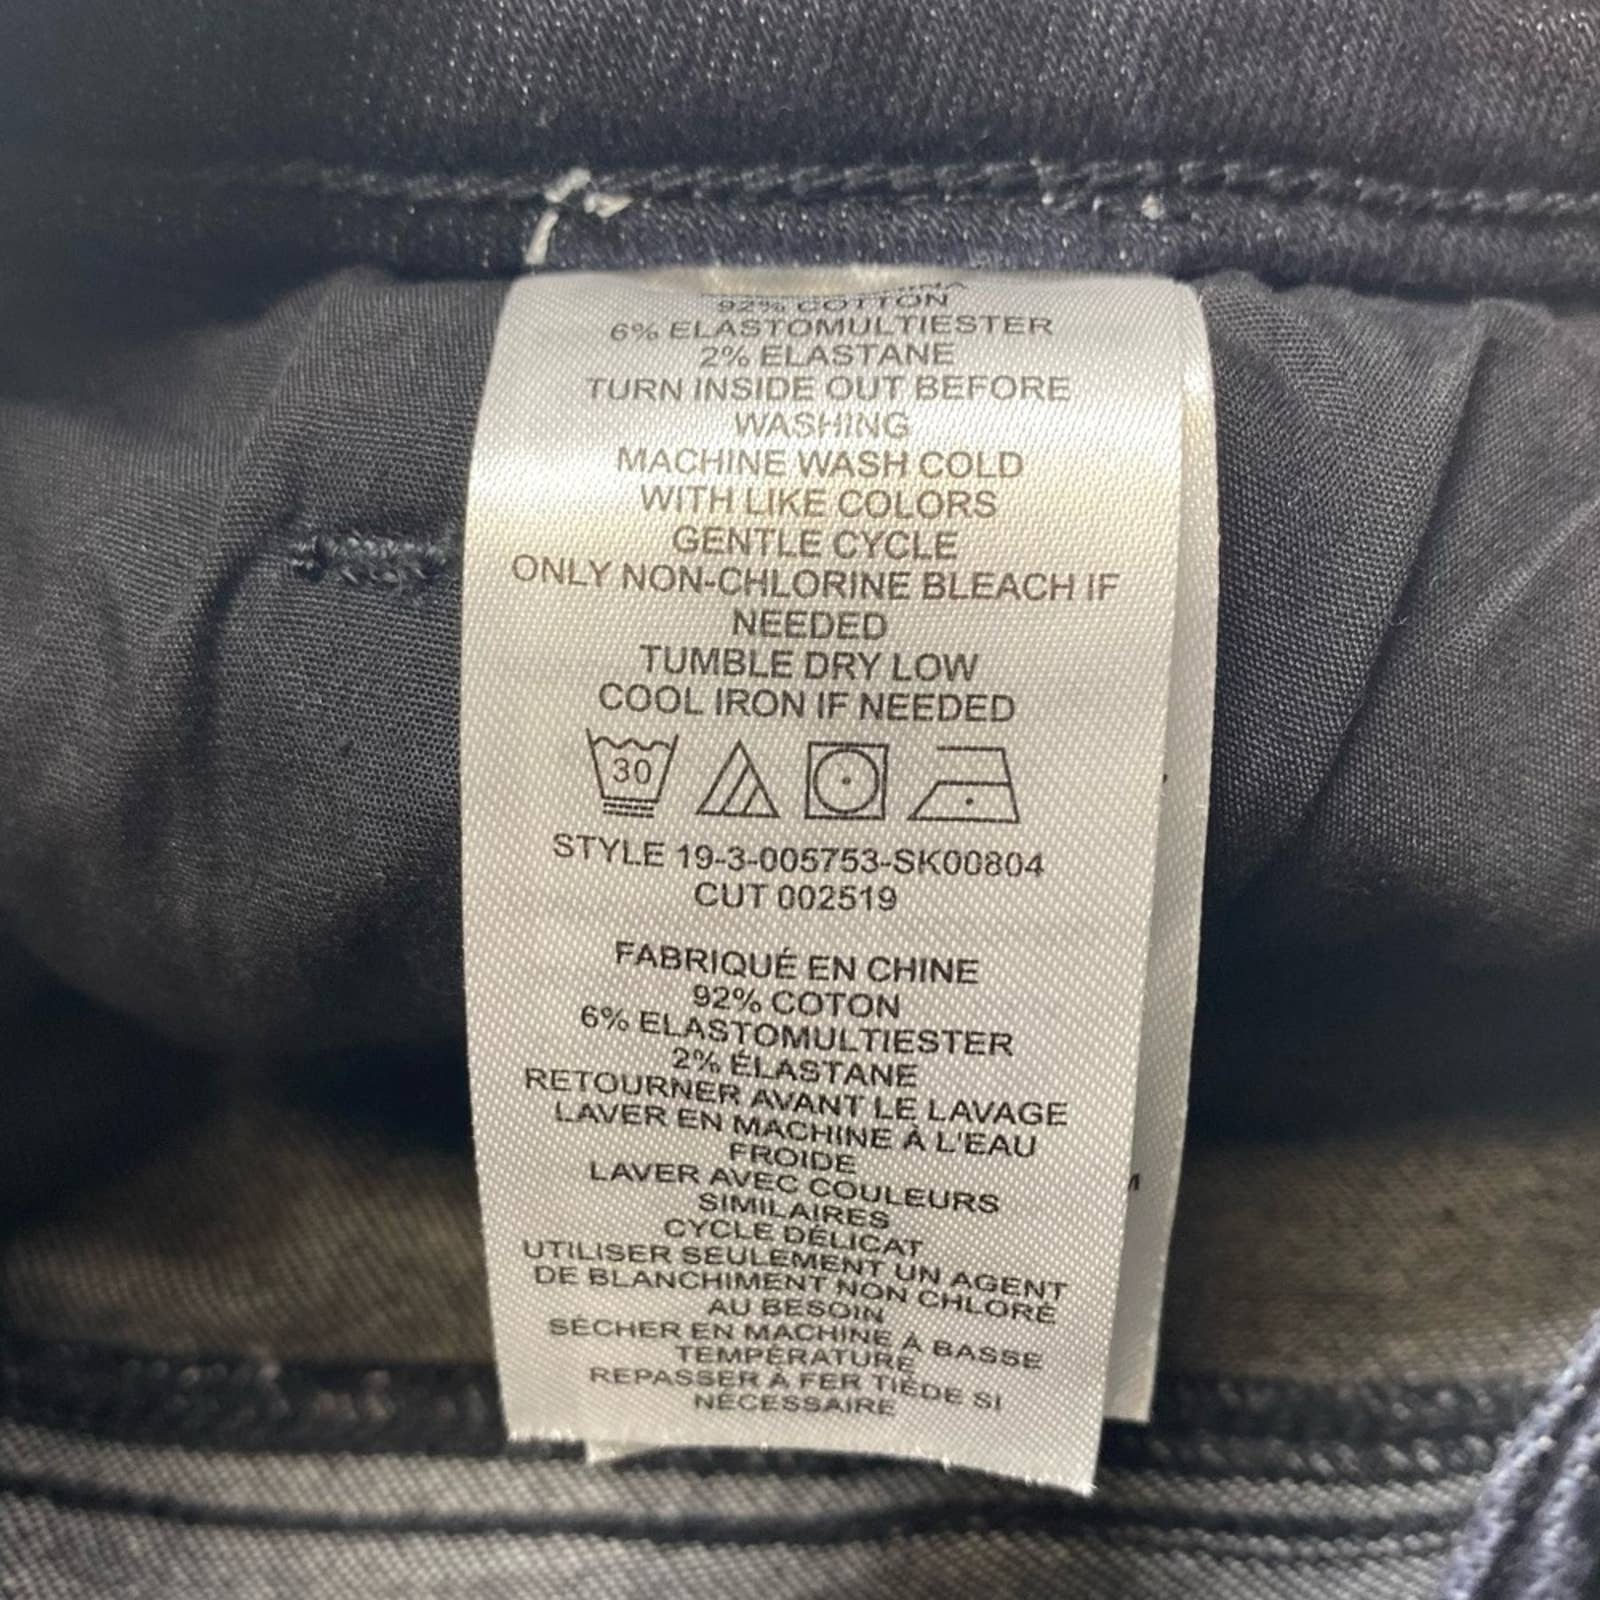 92% COTTON
6% ELASTOMULTIESTER
2% ELASTANE
TURN INSIDE OUT BEFORE
WASHING
MACHINE WASH COLD
WITH LIKE COLORS
GENTLE CYCLE
ONLY NON-CHLORINE BLEACH IF
NEEDED
TUMBLE DRY LOW
COOL IRON IF NEEDED
30
STYLE 19-3-005753-SK00804
CUT 002519
FABRIQUÉ EN CHINE
92% COTON
6% ELASTOMULTIESTER
2% ÉLASTANE
RETOURNER AVANT LE LAVAGE
LAVER EN MACHINE À L'EAU
FROIDE
LAVER AVEC COULEURS
SIMILAIRES
CYCLE DÉLICAT
UTILISER SEULEMENT UN AGENT
DE BLANCHIMENT NON CHLORÉ
AU BESOIN
SÉCHER EN MACHINE À BASSE
TEMPÉRATURE
REPASSER À FER TIÈDE SI
NÉCESSAIRE